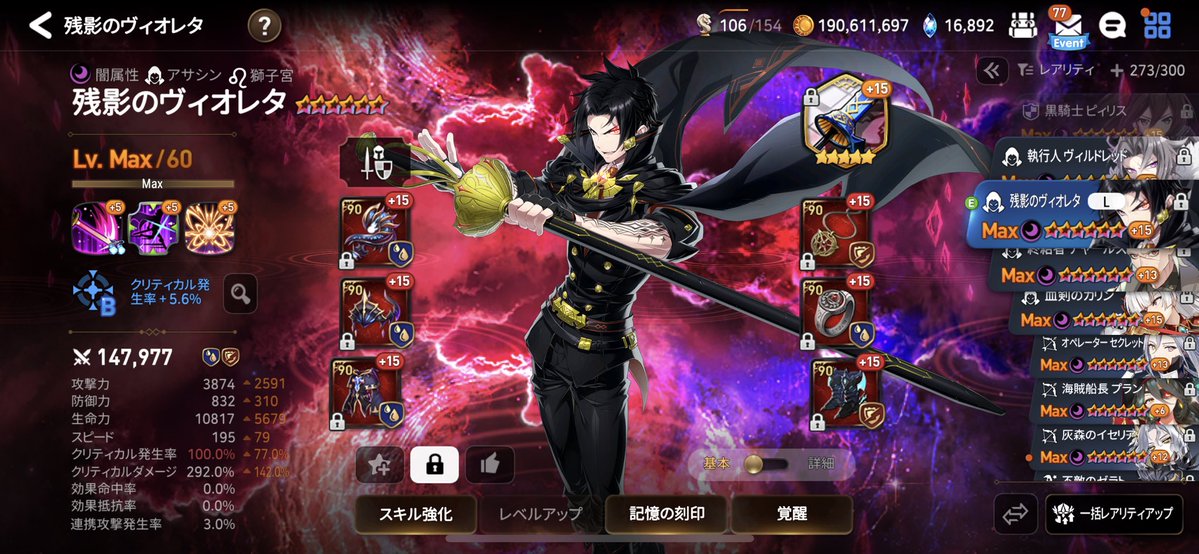 残影のヴィオレタ
?
106/154
190,611,697
16,892
77
Event
闇属性 アサシン 獅子宮
残影のヴィオレタ
Lv. Max/60
Max
+5 +5 +5
B
クリティカル発
生率 + 5.6%
147,977
攻撃力 3874 2591
防御力 832 310
生命力 10817 5679
スピード 195 79
クリティカル発生率 100.0% 77.0%
クリティカルダメージ 292.0% 142.0%
効果命中率 0.0%
効果抵抗率 0.0%
連携攻撃発生率 3.0%
+15
90 +15
90 +15
90 +15
90 +15
90 +15
90 +15
基本 詳細
スキル強化
レベルアップ
記憶の刻印
覚醒
レアリティ
273/300
黒騎士ピィリス
執行人 ヴィルドレッド
E
残影のヴィオレタ
L
Max +15
Max +13
血剣のカリン
Max +15
オペレーター セクレット
Max +13
海賊船長 フラン
Max +6
灰森のイセリア
Max +12
一括レアリティアップ